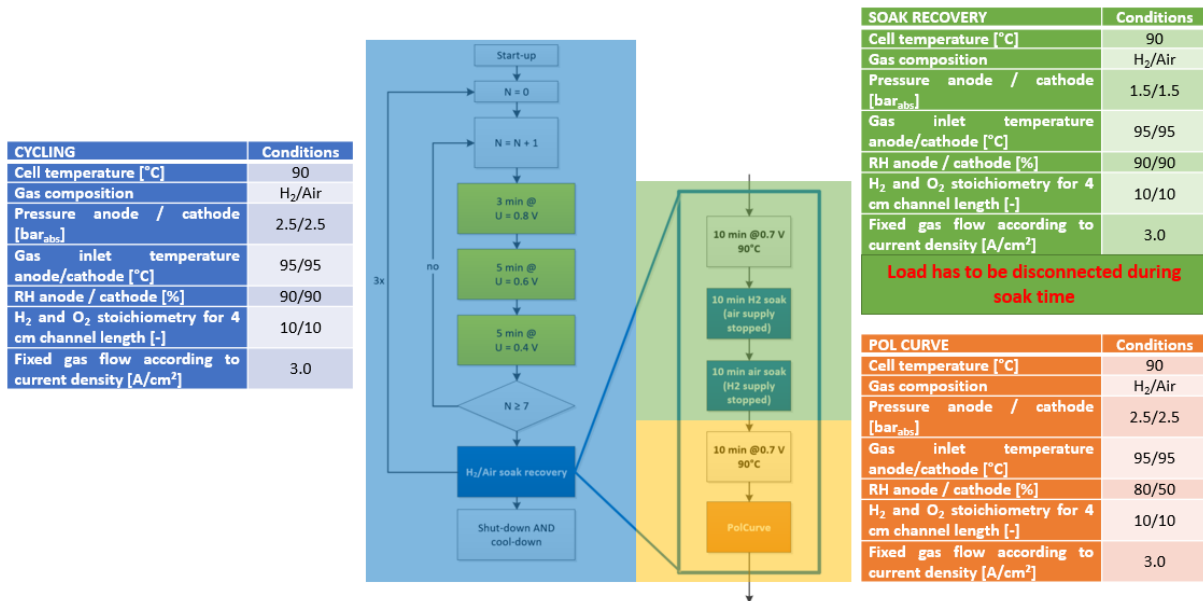 CYCLING Conditions
Cell temperature [°C] 90
Gas composition H₂/Air
Pressure anode / cathode
[bar_abs] 2.5/2.5
Gas inlet temperature
anode/cathode [°C] 95/95
RH anode / cathode [%] 90/90
H₂ and O₂ stoichiometry for 4
cm channel length [-] 10/10
Fixed gas flow according to
current density [A/cm²] 3.0
Start-up
N = 0
N = N + 1
3 min @
U = 0.8 V
5 min @
U = 0.6 V
5 min @
U = 0.4 V
N ≥ 7
no
3x
H₂/Air soak recovery
Shut-down AND
cool-down
10 min @0.7 V
90°C
10 min H2 soak
(air supply
stopped)
10 min air soak
(H2 supply
stopped)
10 min @0.7 V
90°C
PolCurve
SOAK RECOVERY Conditions
Cell temperature [°C] 90
Gas composition H₂/Air
Pressure anode / cathode
[bar_abs] 1.5/1.5
Gas inlet temperature
anode/cathode [°C] 95/95
RH anode / cathode [%] 90/90
H₂ and O₂ stoichiometry for 4
cm channel length [-] 10/10
Fixed gas flow according to
current density [A/cm²] 3.0
Load has to be disconnected during
soak time
POL CURVE Conditions
Cell temperature [°C] 90
Gas composition H₂/Air
Pressure anode / cathode
[bar_abs] 2.5/2.5
Gas inlet temperature
anode/cathode [°C] 95/95
RH anode / cathode [%] 80/50
H₂ and O₂ stoichiometry for 4
cm channel length [-] 10/10
Fixed gas flow according to
current density [A/cm²] 3.0